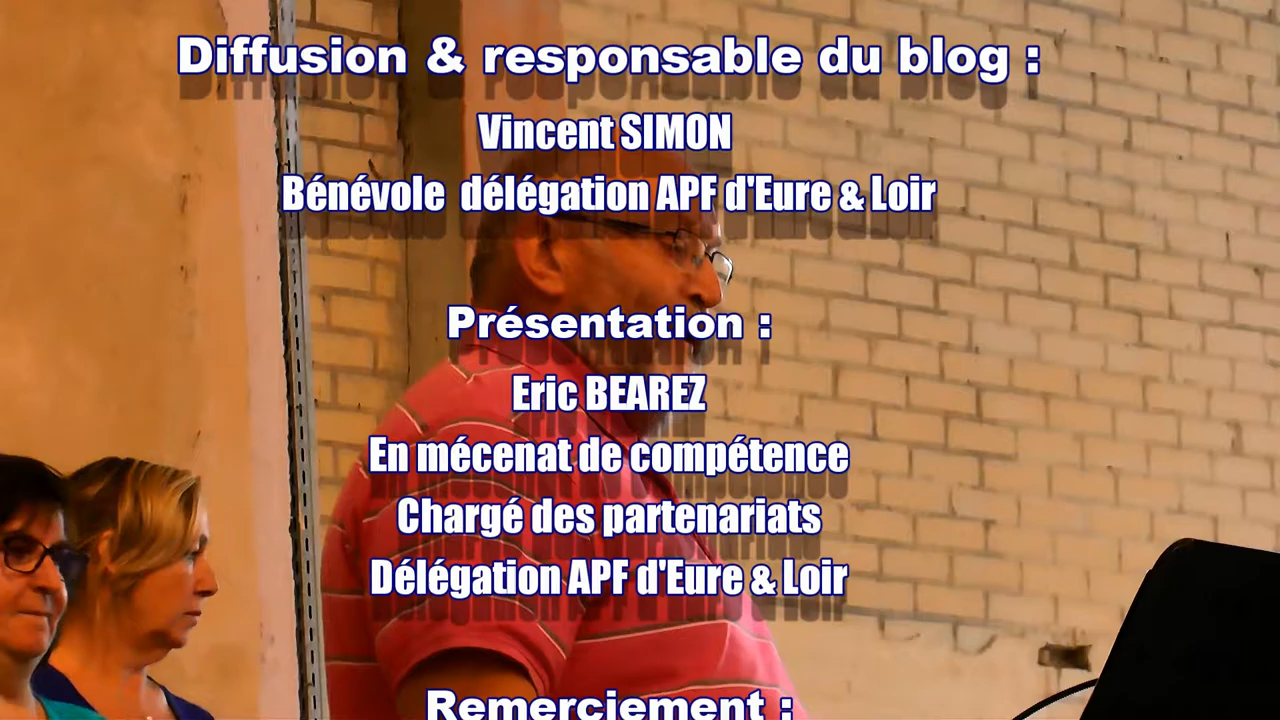 Diffusion & responsable du blog :
Vincent SIMON
Bénévole délégation APF d'Eure & Loir
Présentation :
Eric BEAREZ
En mécenat de compétence
Chargé des partenariats
Délégation APF d'Eure & Loir
Remerciement :